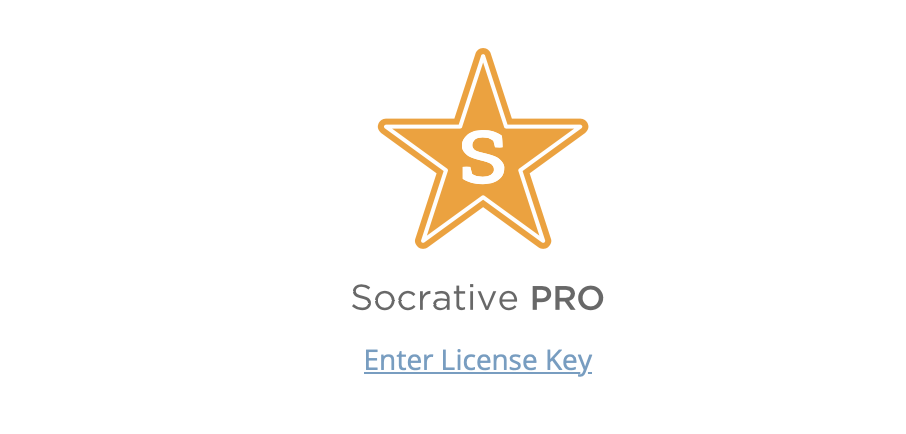 S
Socrative PRO
Enter License Key